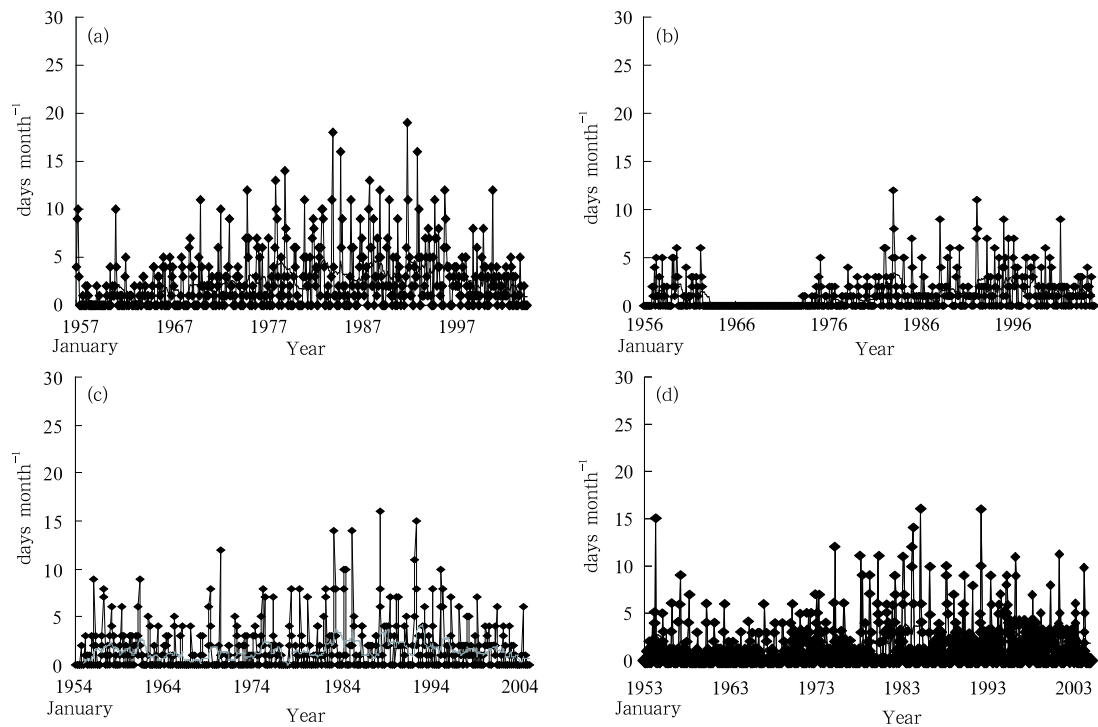 (a)
30
25
20
15
10
5
0
days month⁻¹
1957 1967 1977 1987 1997
January
Year
(b)
30
25
20
15
10
5
0
days month⁻¹
1956 1966 1976 1986 1996
January
Year
(c)
30
25
20
15
10
5
0
days month⁻¹
1954 1964 1974 1984 1994 2004
January
Year
(d)
30
25
20
15
10
5
0
days month⁻¹
1953 1963 1973 1983 1993 2003
January
Year